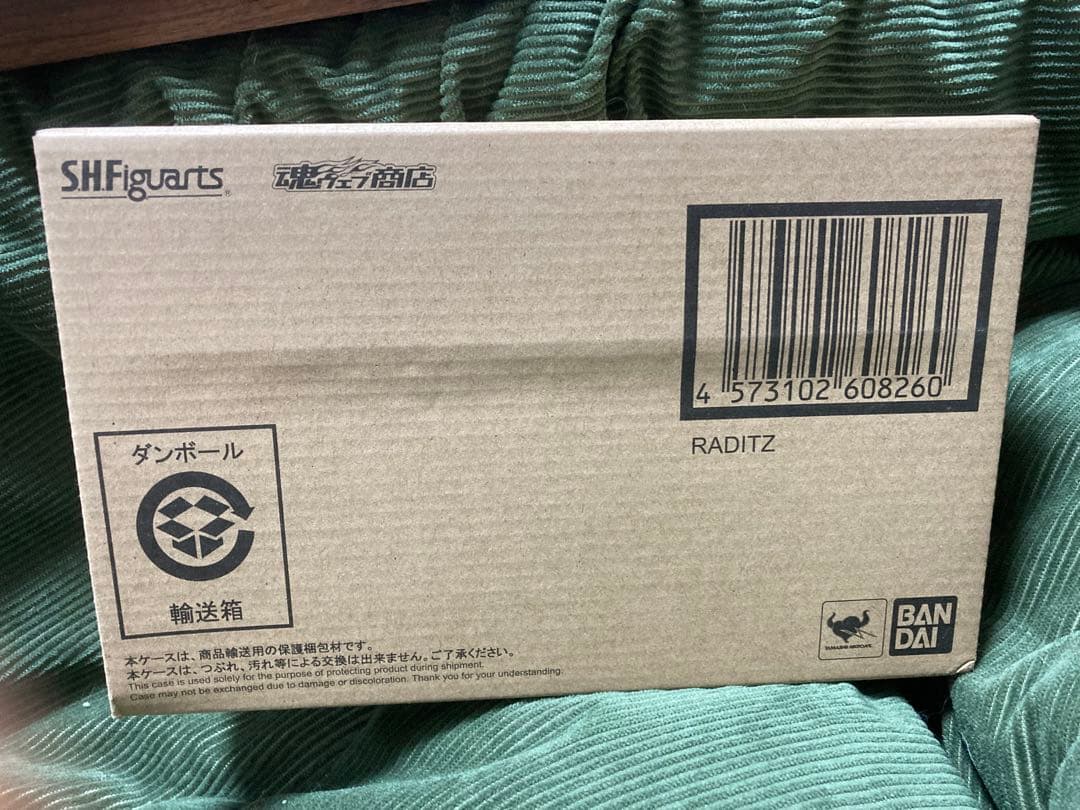 S.H.Figuarts®
魂ウェブ商店
4 573102 608260
RADITZ
ダンボール
輸送箱
本ケースは、商品輸送用の保護梱包材です。
本ケースは、つぶれ、汚れ等による交換は出来ません。ご了承ください。
This case is used solely for the purpose of protecting product during shipment.
Case may not be exchanged due to damage or discoloration. Thank you for your understanding.
TAMASHII NATIONS
BAN
DAI